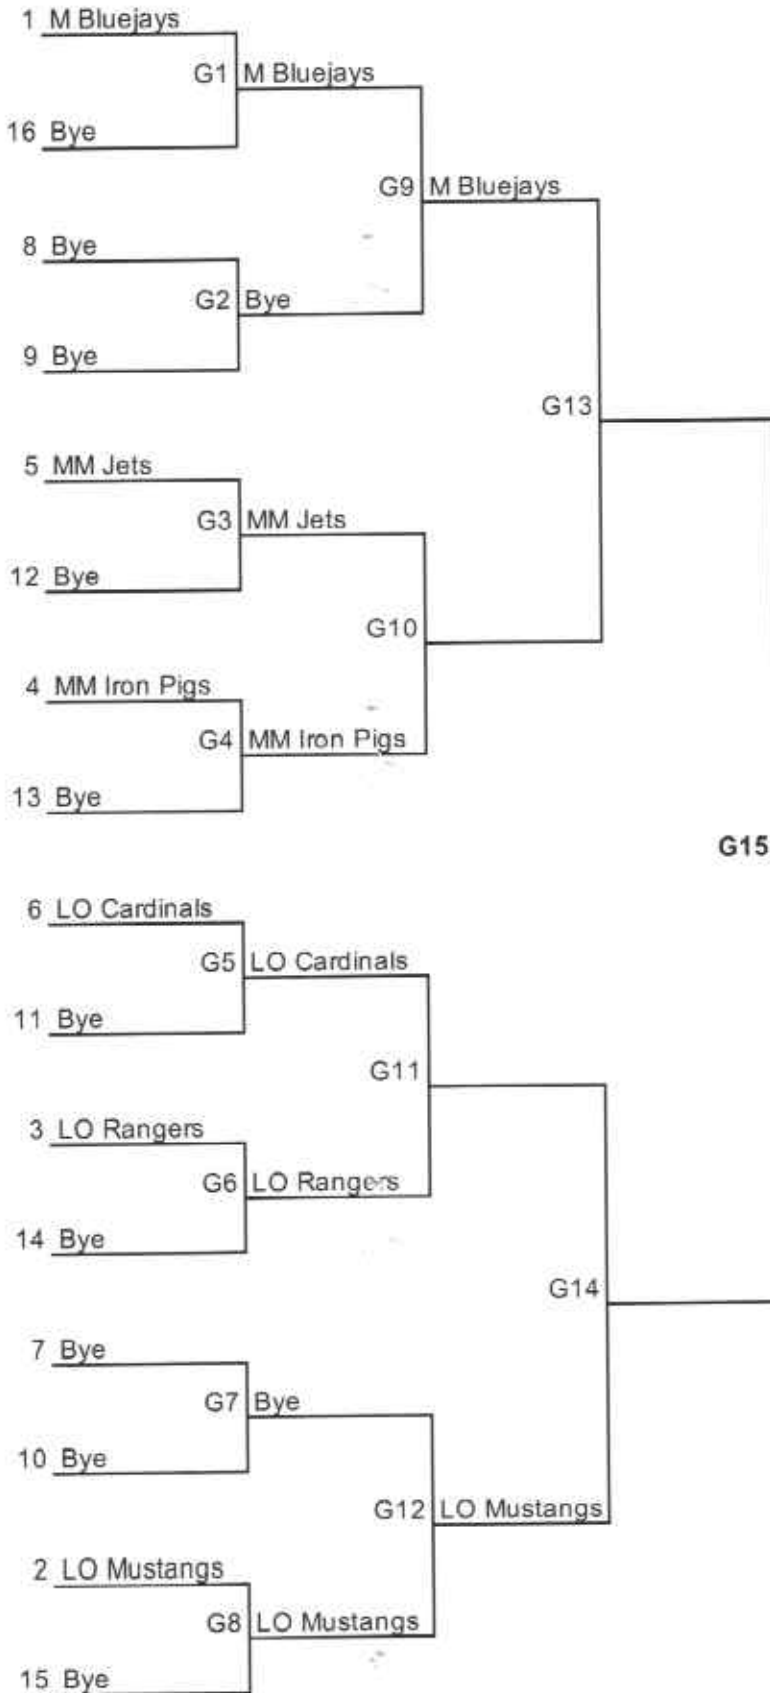 1 M Bluejays
G1 M Bluejays
16 Bye
G9 M Bluejays
8 Bye
G2 Bye
9 Bye
G13
5 MM Jets
G3 MM Jets
12 Bye
G10
4 MM Iron Pigs
G4 MM Iron Pigs
13 Bye
G15
6 LO Cardinals
G5 LO Cardinals
11 Bye
G11
3 LO Rangers
G6 LO Rangers
14 Bye
G14
7 Bye
G7 Bye
10 Bye
G12 LO Mustangs
2 LO Mustangs
G8 LO Mustangs
15 Bye